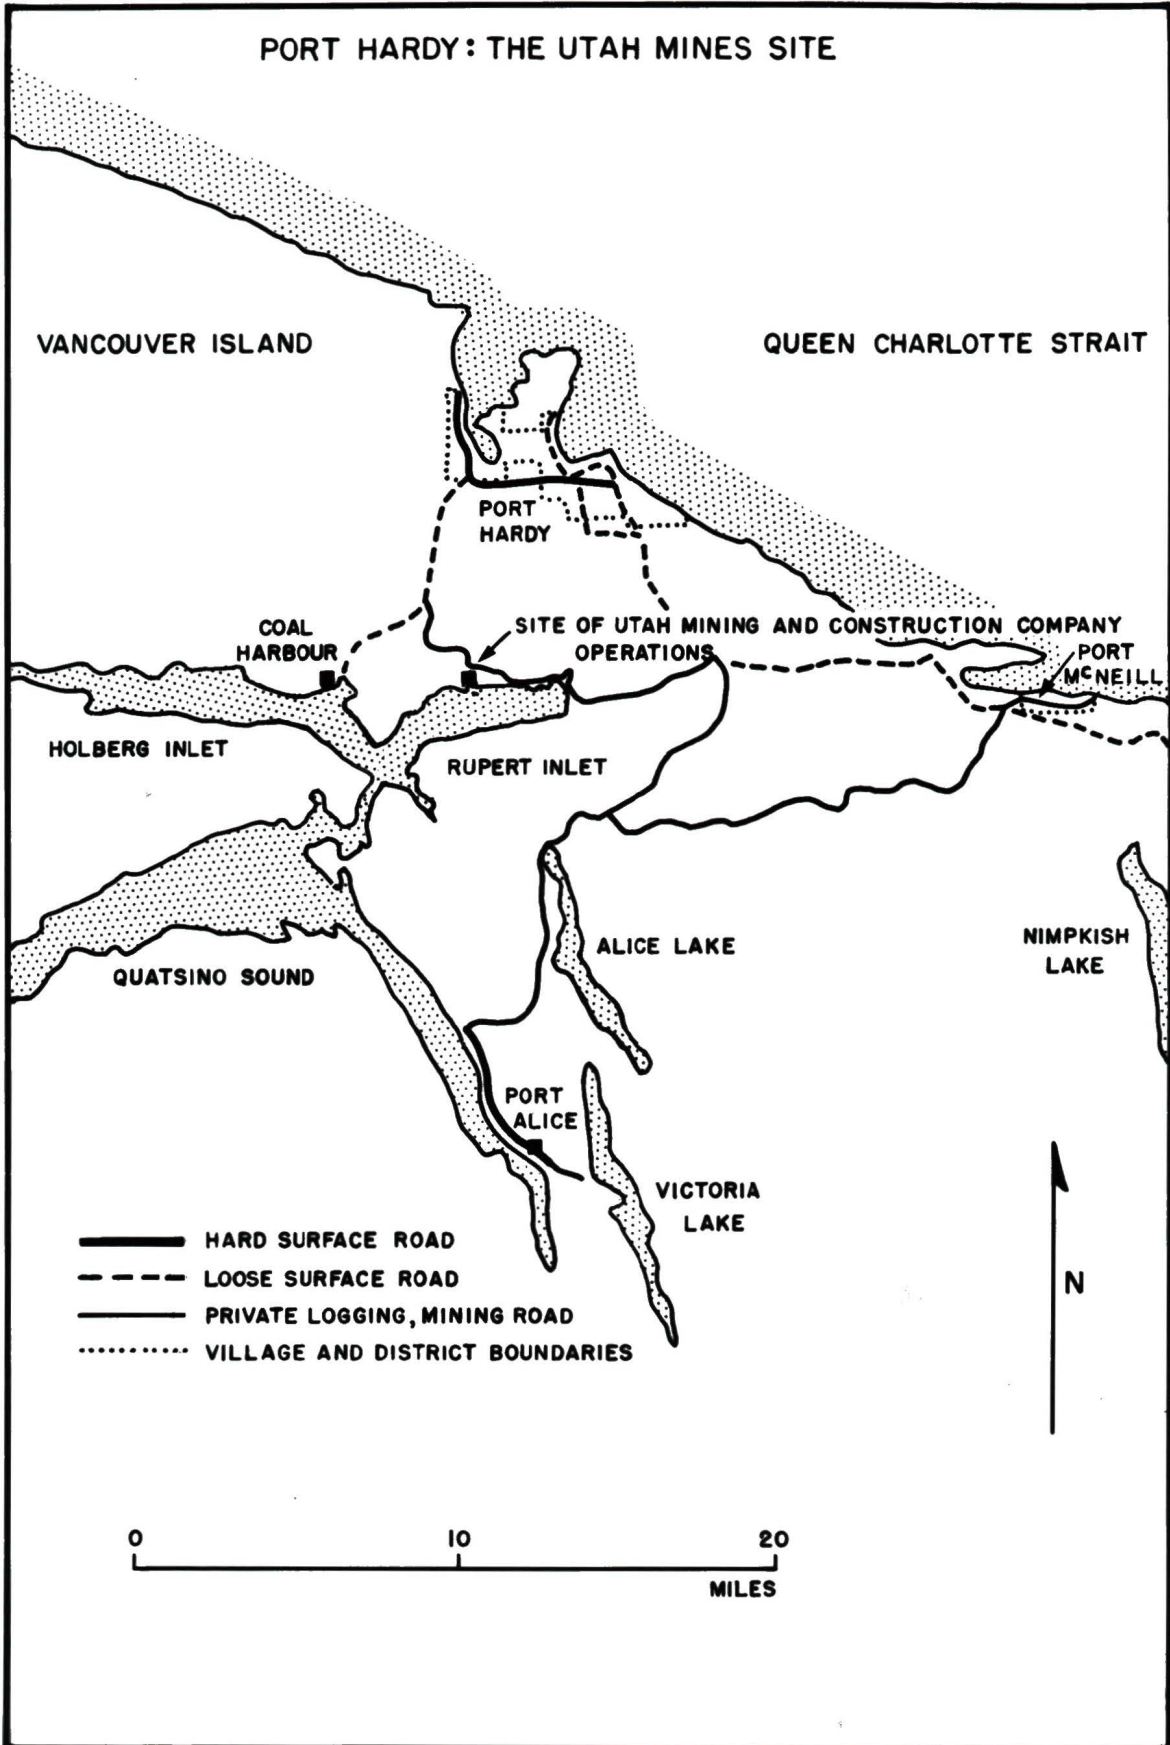 PORT HARDY: THE UTAH MINES SITE
VANCOUVER ISLAND
QUEEN CHARLOTTE STRAIT
PORT
HARDY
COAL
HARBOUR
SITE OF UTAH MINING AND CONSTRUCTION COMPANY
OPERATIONS
PORT
McNEILL
HOLBERG INLET
RUPERT INLET
ALICE LAKE
NIMPKISH
LAKE
QUATSINO SOUND
PORT
ALICE
VICTORIA
LAKE
HARD SURFACE ROAD
LOOSE SURFACE ROAD
PRIVATE LOGGING, MINING ROAD
VILLAGE AND DISTRICT BOUNDARIES
N
0 10 20
MILES